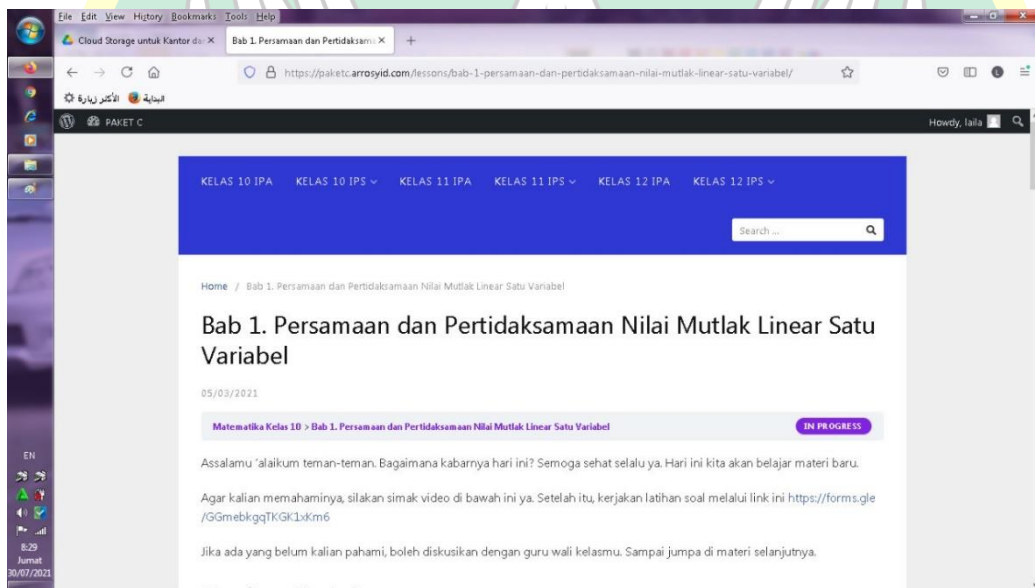 File Edit View History Bookmarks Tools Help
Cloud Storage untuk Kantor da
Bab 1. Persamaan dan Pertidaksama
https://paketc.arrosyid.com/lessons/bab-1-persamaan-dan-pertidaksamaan-nilai-mutlak-linear-satu-variabel/
البداية الأكثر زيارة
PAKET C
Howdy, laila
KELAS 10 IPA KELAS 10 IPS KELAS 11 IPA KELAS 11 IPS KELAS 12 IPA KELAS 12 IPS
Search ...
Home / Bab 1. Persamaan dan Pertidaksamaan Nilai Mutlak Linear Satu Variabel
Bab 1. Persamaan dan Pertidaksamaan Nilai Mutlak Linear Satu
Variabel
05/03/2021
Matematika Kelas 10 > Bab 1. Persamaan dan Pertidaksamaan Nilai Mutlak Linear Satu Variabel
IN PROGRESS
Assalamu 'alaikum teman-teman. Bagaimana kabarnya hari ini? Semoga sehat selalu ya. Hari ini kita akan belajar materi baru.
Agar kalian memahaminya, silakan simak video di bawah ini ya. Setelah itu, kerjakan latihan soal melalui link ini https://forms.gle
/GGmebkgqTKGK1xKm6
Jika ada yang belum kalian pahami, boleh diskusikan dengan guru wali kelasmu. Sampai jumpa di materi selanjutnya.
EN
8:29
Jumat
30/07/2021